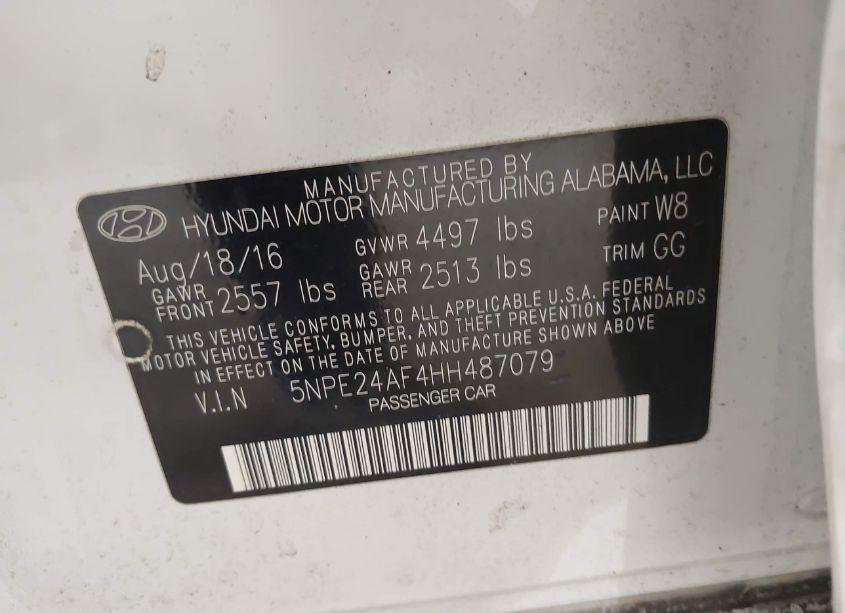 MANUFACTURED BY
HYUNDAI MOTOR MANUFACTURING ALABAMA, LLC
Aug/18/16 GVWR 4497 lbs PAINT W8
GAWR FRONT 2557 lbs GAWR REAR 2513 lbs TRIM GG
THIS VEHICLE CONFORMS TO ALL APPLICABLE U.S.A. FEDERAL
MOTOR VEHICLE SAFETY, BUMPER, AND THEFT PREVENTION STANDARDS
IN EFFECT ON THE DATE OF MANUFACTURE SHOWN ABOVE
V.I.N 5NPE24AF4HH487079
PASSENGER CAR